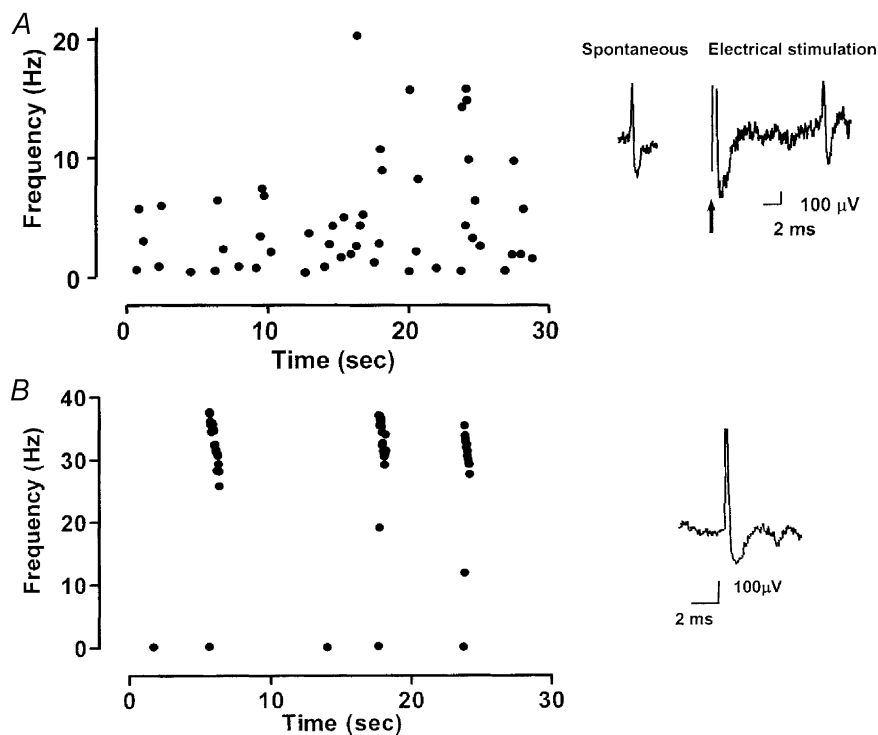 A
Frequency (Hz)
20
10
0
0 10 20 30
Time (sec)
Spontaneous Electrical stimulation
100 μV
2 ms
B
Frequency (Hz)
40
30
20
10
0
0 10 20 30
Time (sec)
100μV
2 ms